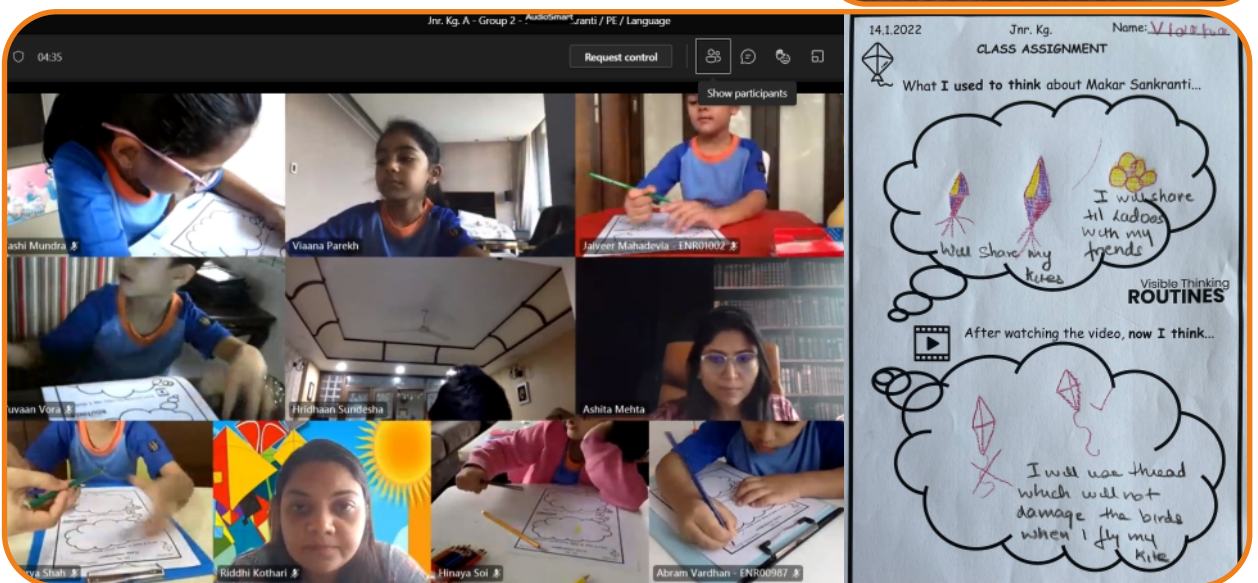 Jnr. Kg. A - Group 2 -
AudioSmart
ranti / PE / Language
04:35
Request control
Show participants
ashi Mundra
Viaana Parekh
Jaiveer Mahadevia - ENR01002
uvaan Vora
Hridhaan Sundesha
Ashita Mehta
rya Shah
Riddhi Kothari
Hinaya Soi
Abram Vardhan - ENR00987
14.1.2022
Jnr. Kg.
Name:
CLASS ASSIGNMENT
What I used to think about Makar Sankranti...
I will share
til ladoos
with my
friends
Will Share my
kites
Visible Thinking
ROUTINES
After watching the video, now I think...
I will use thread
which will not
damage the birds
when I fly my
kite